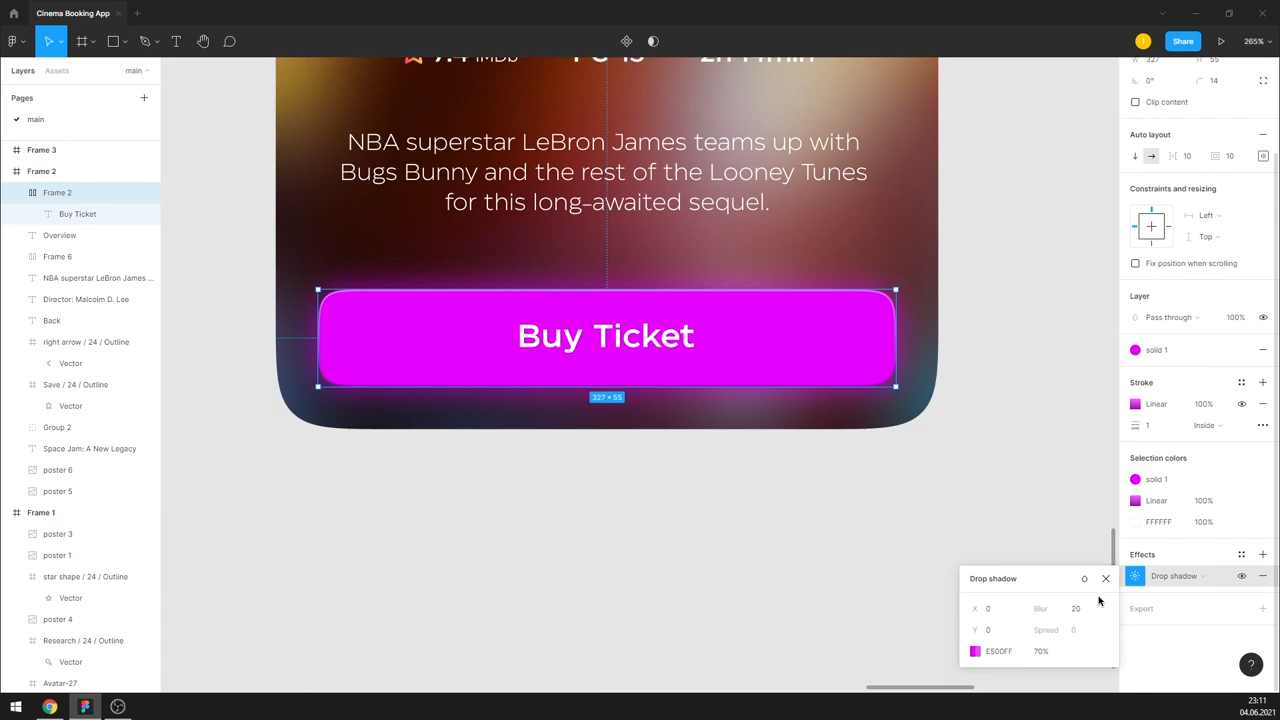 Cinema Booking App
Share
265%
Layers
Assets
main
Pages
main
Frame 3
Frame 2
Frame 2
Buy Ticket
Overview
Frame 6
NBA superstar LeBron James ...
Director: Malcolm D. Lee
Back
right arrow / 24 / Outline
Vector
Save / 24 / Outline
Vector
Group 2
Space Jam: A New Legacy
poster 6
poster 5
Frame 1
poster 3
poster 1
star shape / 24 / Outline
Vector
poster 4
Research / 24 / Outline
Vector
Avatar-27
NBA superstar LeBron James teams up with
Bugs Bunny and the rest of the Looney Tunes
for this long-awaited sequel.
Buy Ticket
327 × 55
Drop shadow
X 0 Blur 20
Y 0 Spread 0
E500FF 70%
W 327 H 55
0° 14
Clip content
Auto layout
10 10
Constraints and resizing
Left
Top
Fix position when scrolling
Layer
Pass through 100%
solid 1
Stroke
Linear 100%
1 Inside
Selection colors
solid 1
Linear 100%
FFFFFF 100%
Effects
Drop shadow
Export
?
23:11
04.06.2021